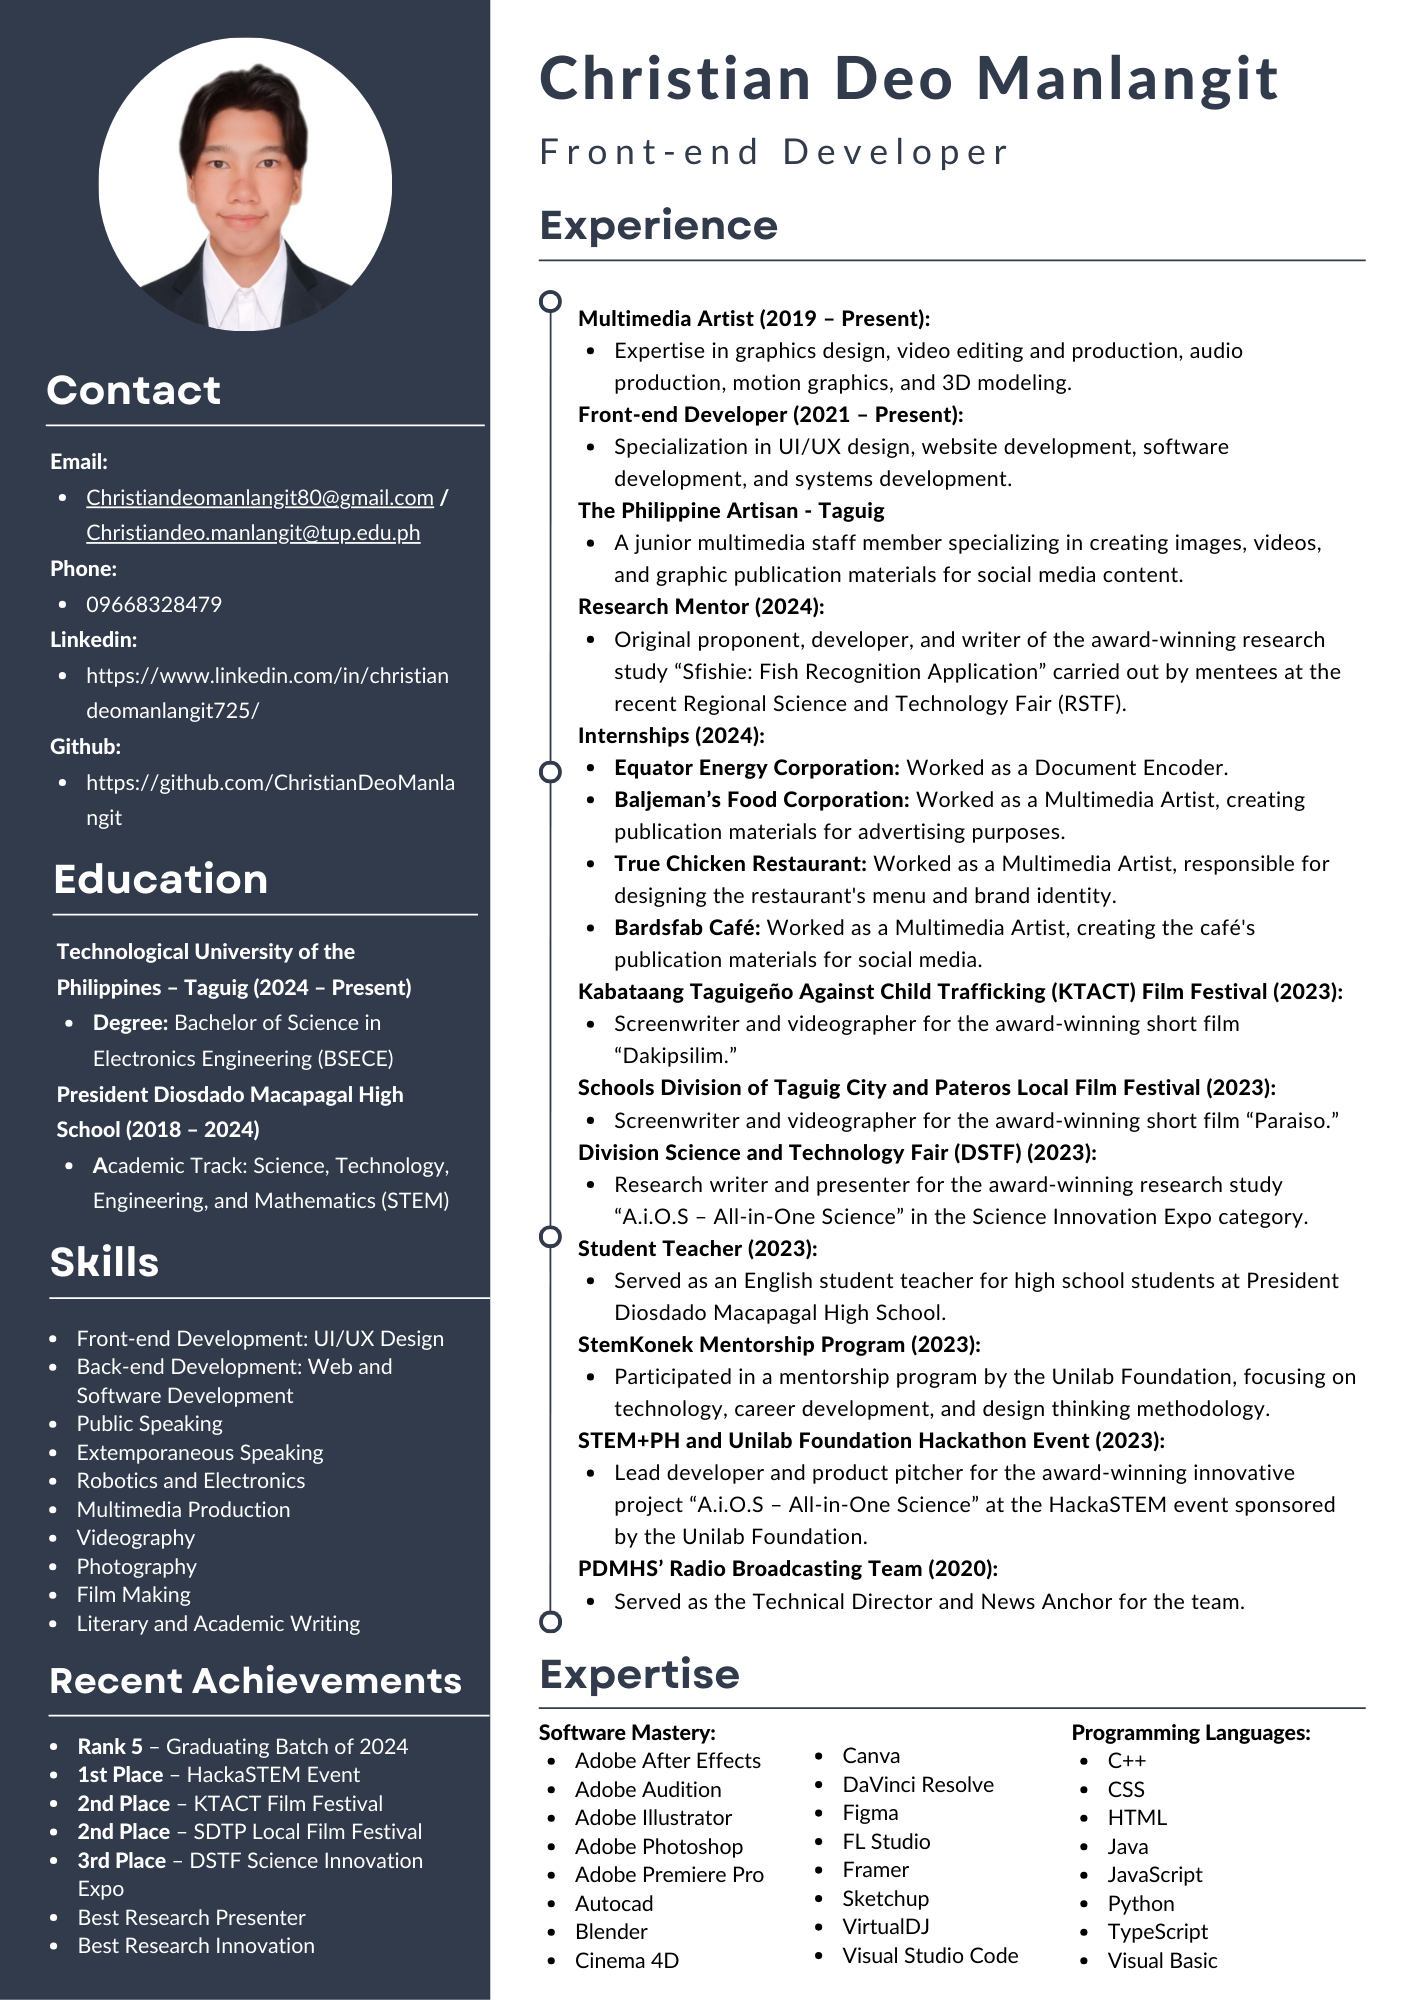 Christian Deo Manlangit
Front-end Developer
Contact
Email:
• Christiandeomanlangit80@gmail.com /
Christiandeo.manlangit@tup.edu.ph
Phone:
• 09668328479
Linkedin:
• https://www.linkedin.com/in/christian
deomanlangit725/
Github:
• https://github.com/ChristianDeoManla
ngit
Education
Technological University of the
Philippines – Taguig (2024 – Present)
• Degree: Bachelor of Science in
Electronics Engineering (BSECE)
President Diosdado Macapagal High
School (2018 – 2024)
• Academic Track: Science, Technology,
Engineering, and Mathematics (STEM)
Skills
• Front-end Development: UI/UX Design
• Back-end Development: Web and
Software Development
• Public Speaking
• Extemporaneous Speaking
• Robotics and Electronics
• Multimedia Production
• Videography
• Photography
• Film Making
• Literary and Academic Writing
Recent Achievements
• Rank 5 – Graduating Batch of 2024
• 1st Place – HackaSTEM Event
• 2nd Place – KTACT Film Festival
• 2nd Place – SDTP Local Film Festival
• 3rd Place – DSTF Science Innovation
Expo
• Best Research Presenter
• Best Research Innovation
Experience
Multimedia Artist (2019 – Present):
• Expertise in graphics design, video editing and production, audio
production, motion graphics, and 3D modeling.
Front-end Developer (2021 – Present):
• Specialization in UI/UX design, website development, software
development, and systems development.
The Philippine Artisan - Taguig
• A junior multimedia staff member specializing in creating images, videos,
and graphic publication materials for social media content.
Research Mentor (2024):
• Original proponent, developer, and writer of the award-winning research
study “Sfishie: Fish Recognition Application” carried out by mentees at the
recent Regional Science and Technology Fair (RSTF).
Internships (2024):
• Equator Energy Corporation: Worked as a Document Encoder.
• Baljeman’s Food Corporation: Worked as a Multimedia Artist, creating
publication materials for advertising purposes.
• True Chicken Restaurant: Worked as a Multimedia Artist, responsible for
designing the restaurant's menu and brand identity.
• Bardsfab Café: Worked as a Multimedia Artist, creating the café's
publication materials for social media.
Kabataang Taguigeño Against Child Trafficking (KTACT) Film Festival (2023):
• Screenwriter and videographer for the award-winning short film
“Dakipsilim.”
Schools Division of Taguig City and Pateros Local Film Festival (2023):
• Screenwriter and videographer for the award-winning short film “Paraiso.”
Division Science and Technology Fair (DSTF) (2023):
• Research writer and presenter for the award-winning research study
“A.i.O.S – All-in-One Science” in the Science Innovation Expo category.
Student Teacher (2023):
• Served as an English student teacher for high school students at President
Diosdado Macapagal High School.
StemKonek Mentorship Program (2023):
• Participated in a mentorship program by the Unilab Foundation, focusing on
technology, career development, and design thinking methodology.
STEM+PH and Unilab Foundation Hackathon Event (2023):
• Lead developer and product pitcher for the award-winning innovative
project “A.i.O.S – All-in-One Science” at the HackaSTEM event sponsored
by the Unilab Foundation.
PDMHS’ Radio Broadcasting Team (2020):
• Served as the Technical Director and News Anchor for the team.
Expertise
Software Mastery:
• Adobe After Effects
• Adobe Audition
• Adobe Illustrator
• Adobe Photoshop
• Adobe Premiere Pro
• Autocad
• Blender
• Cinema 4D
• Canva
• DaVinci Resolve
• Figma
• FL Studio
• Framer
• Sketchup
• VirtualDJ
• Visual Studio Code
Programming Languages:
• C++
• CSS
• HTML
• Java
• JavaScript
• Python
• TypeScript
• Visual Basic